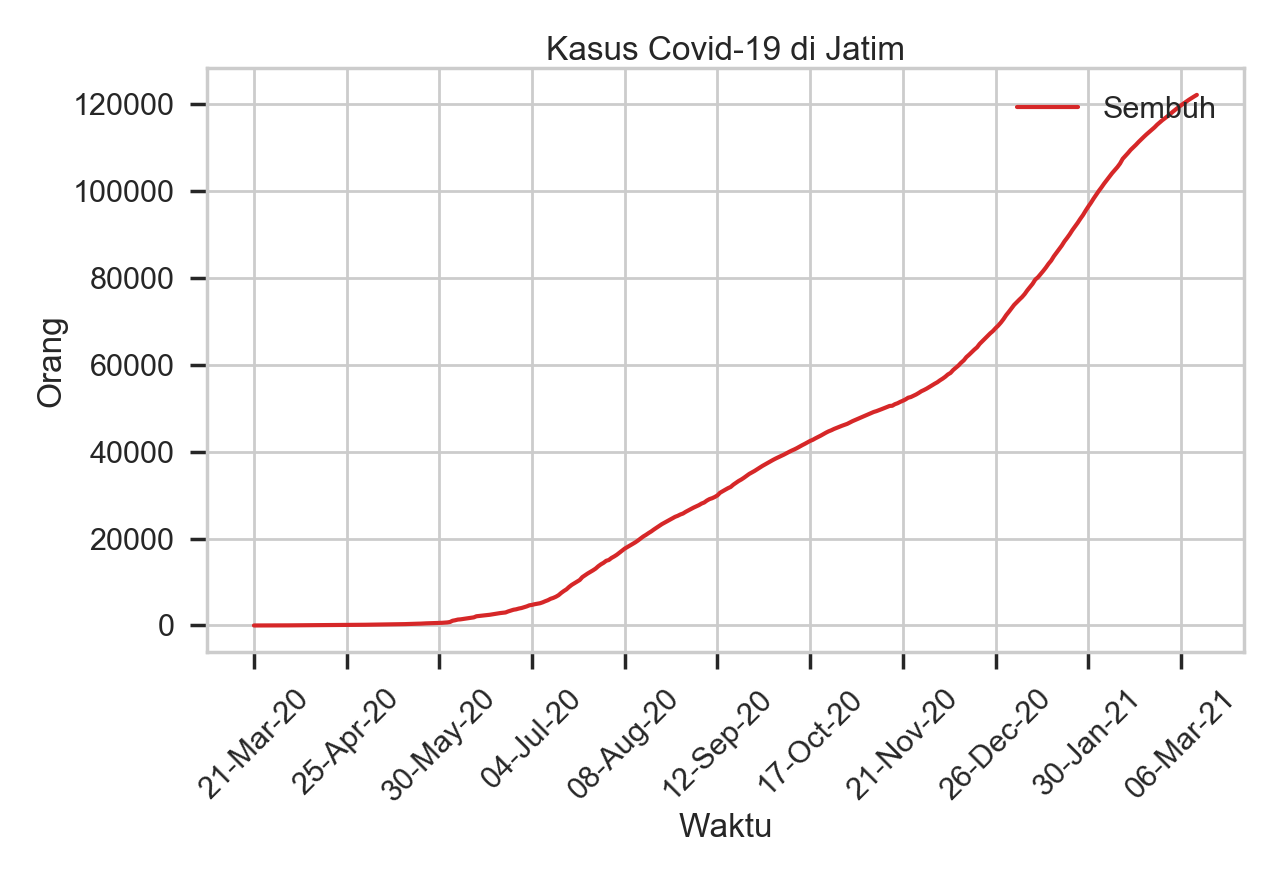 Kasus Covid-19 di Jatim
Sembuh
120000
100000
80000
60000
40000
20000
0
Orang
21-Mar-20
25-Apr-20
30-May-20
04-Jul-20
08-Aug-20
12-Sep-20
17-Oct-20
21-Nov-20
26-Dec-20
30-Jan-21
06-Mar-21
Waktu